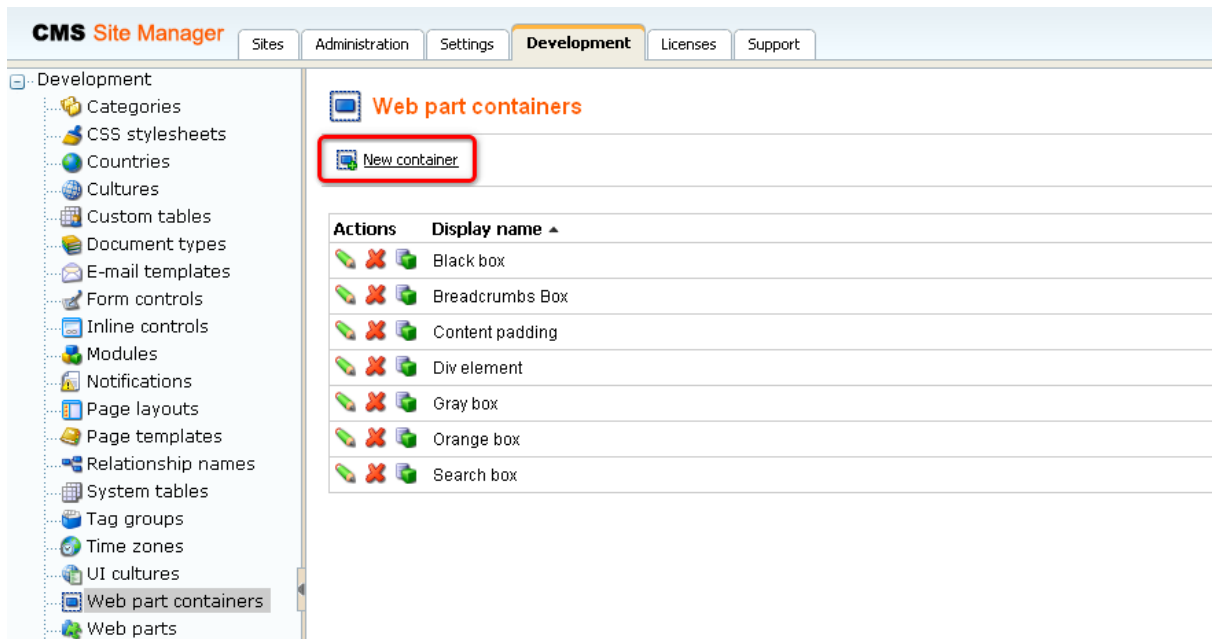 CMS Site Manager
Sites Administration Settings Development Licenses Support
Development
Categories
CSS stylesheets
Countries
Cultures
Custom tables
Document types
E-mail templates
Form controls
Inline controls
Modules
Notifications
Page layouts
Page templates
Relationship names
System tables
Tag groups
Time zones
UI cultures
Web part containers
Web parts
Web part containers
New container
Actions Display name
Black box
Breadcrumbs Box
Content padding
Div element
Gray box
Orange box
Search box